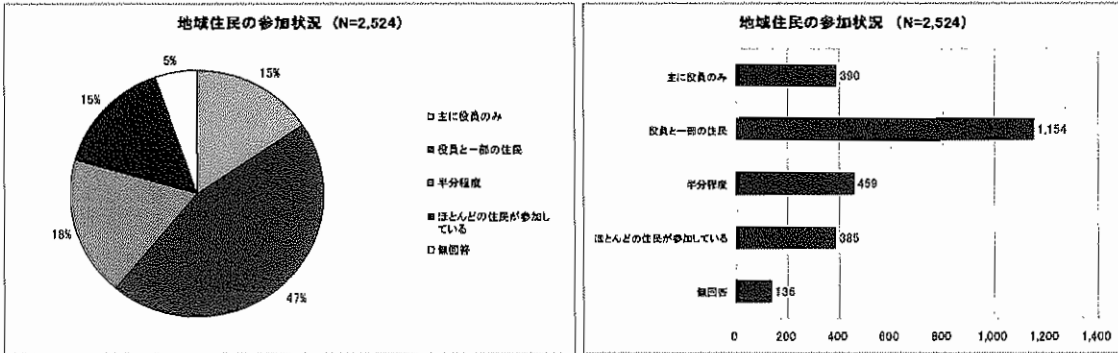 地域住民の参加状況 (N=2,524)
5%
15%
15%
18%
47%
主に役員のみ
役員と一部の住民
半分程度
ほとんどの住民が参加し
ている
無回答
地域住民の参加状況 (N=2,524)
主に役員のみ
390
役員と一部の住民
1,154
半分程度
459
ほとんどの住民が参加している
385
無回答
136
0 200 400 600 800 1,000 1,200 1,400